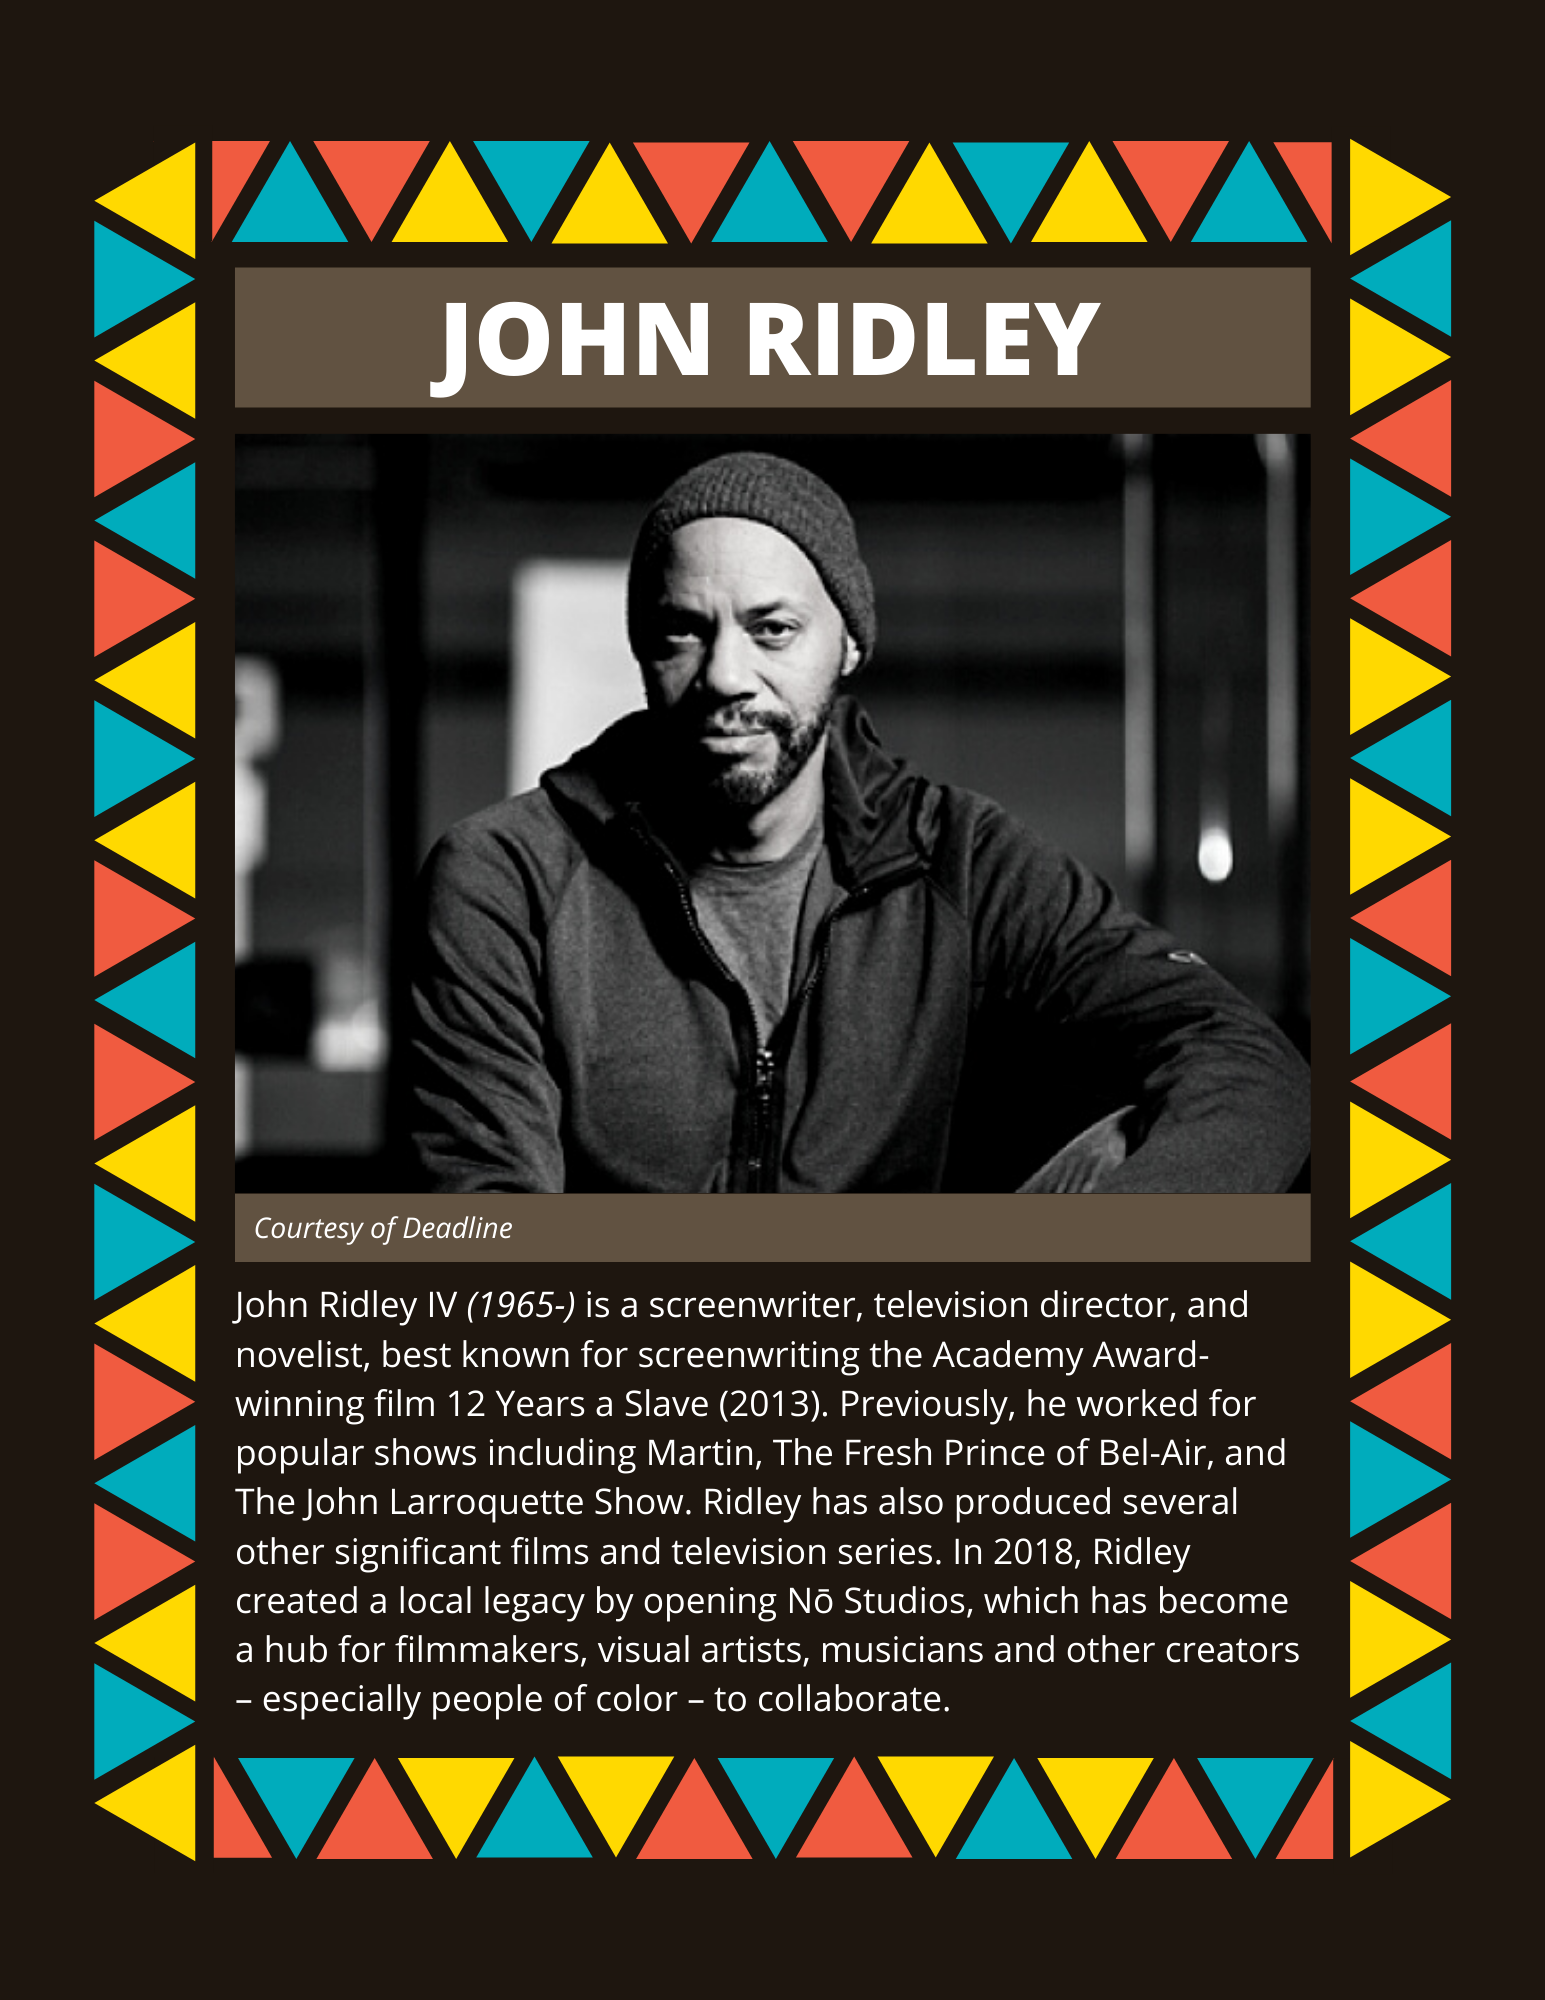 JOHN RIDLEY
Courtesy of Deadline
John Ridley IV (1965-) is a screenwriter, television director, and
novelist, best known for screenwriting the Academy Award-
winning film 12 Years a Slave (2013). Previously, he worked for
popular shows including Martin, The Fresh Prince of Bel-Air, and
The John Larroquette Show. Ridley has also produced several
other significant films and television series. In 2018, Ridley
created a local legacy by opening Nō Studios, which has become
a hub for filmmakers, visual artists, musicians and other creators
– especially people of color – to collaborate.